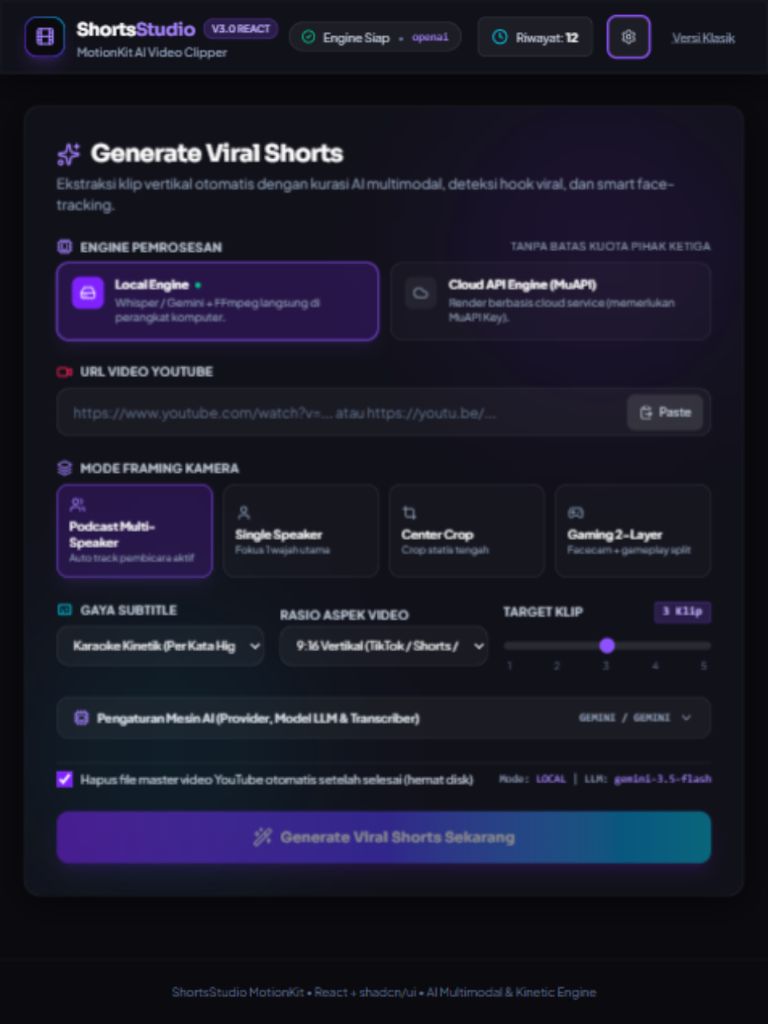 ShortsStudio V3.0 REACT
MotionKit AI Video Clipper
Engine Siap • openai
Riwayat: 12
Versi Klasik
Generate Viral Shorts
Ekstraksi klip vertikal otomatis dengan kurasi AI multimodal, deteksi hook viral, dan smart face-
tracking.
ENGINE PEMROSESAN
TANPA BATAS KUOTA PIHAK KETIGA
Local Engine
Whisper / Gemini + FFmpeg langsung di
perangkat komputer.
Cloud API Engine (MuAPI)
Render berbasis cloud service (memerlukan
MuAPI Key).
URL VIDEO YOUTUBE
https://www.youtube.com/watch?v=... atau https://youtu.be/...
Paste
MODE FRAMING KAMERA
Podcast Multi-
Speaker
Auto track pembicara aktif
Single Speaker
Fokus 1 wajah utama
Center Crop
Crop statis tengah
Gaming 2-Layer
Facecam + gameplay split
GAYA SUBTITLE
Karaoke Kinetik (Per Kata Hig
RASIO ASPEK VIDEO
9:16 Vertikal (TikTok / Shorts /
TARGET KLIP
3 Klip
1 2 3 4 5
Pengaturan Mesin AI (Provider, Model LLM & Transcriber)
GEMINI / GEMINI
Hapus file master video YouTube otomatis setelah selesai (hemat disk)
Mode: LOCAL | LLM: gemini-3.5-flash
Generate Viral Shorts Sekarang
ShortsStudio MotionKit • React + shadcn/ui • AI Multimodal & Kinetic Engine